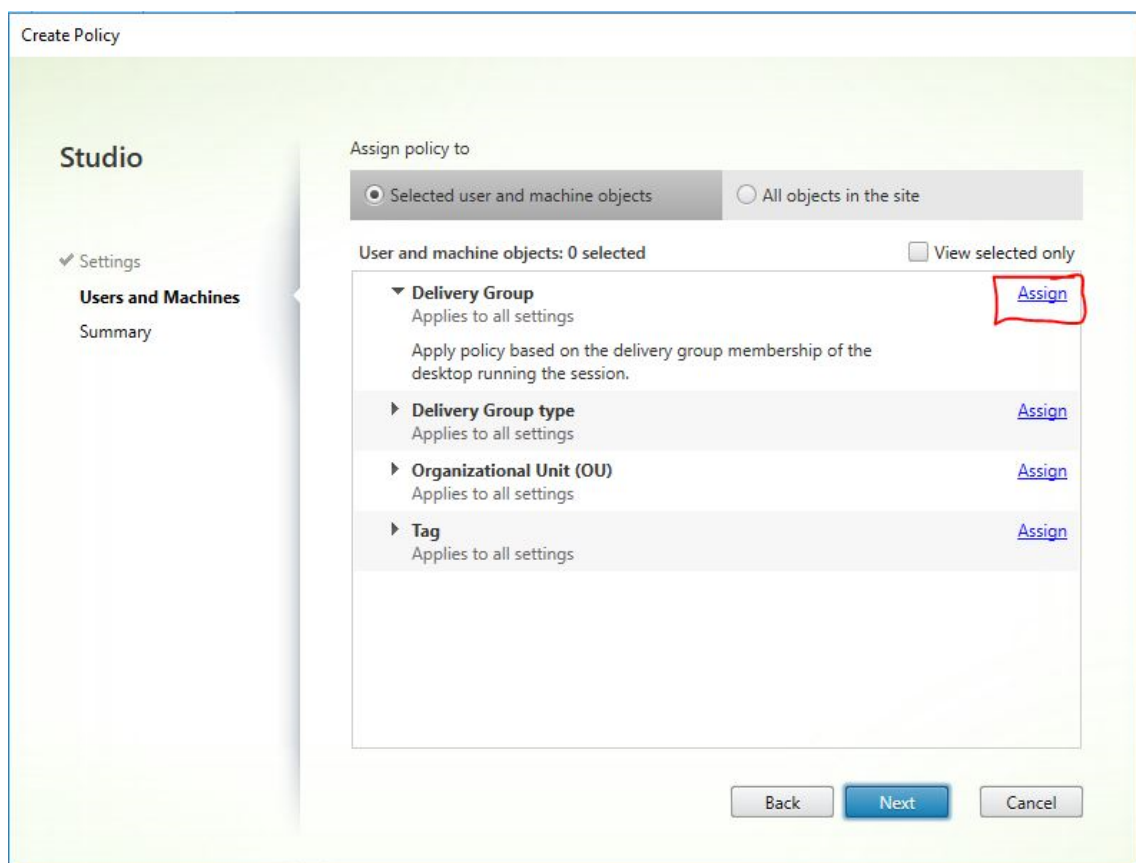 Create Policy
Studio
Settings
Users and Machines
Summary
Assign policy to
Selected user and machine objects
All objects in the site
User and machine objects: 0 selected
View selected only
Delivery Group
Assign
Applies to all settings
Apply policy based on the delivery group membership of the
desktop running the session.
Delivery Group type
Assign
Applies to all settings
Organizational Unit (OU)
Assign
Applies to all settings
Tag
Assign
Applies to all settings
Back
Next
Cancel